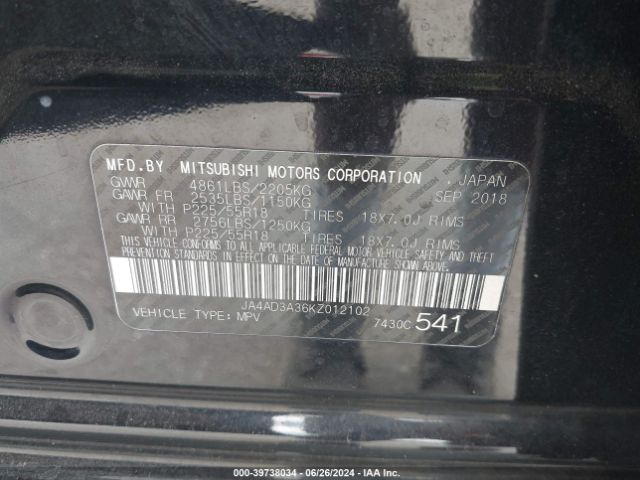 MFD.BY MITSUBISHI MOTORS CORPORATION , JAPAN
GVWR 4861LBS/2205KG SEP 2018
GAWR FR 2535LBS/1150KG
WITH P225/55R18 TIRES 18X7.0J RIMS
GAWR RR 2756LBS/1250KG
WITH P225/55R18 TIRES 18X7.0J RIMS
THIS VEHICLE CONFORMS TO ALL APPLICABLE FEDERAL MOTOR VEHICLE SAFETY, BUMPER AND THEFT
PREVENTION STANDARDS IN EFFECT ON THE DATE OF MANUFACTURE SHOWN ABOVE.
JA4AD3A36KZ012102
VEHICLE TYPE: MPV 7430C541
000-39738034 / 06/26/2024 / IAA Inc.